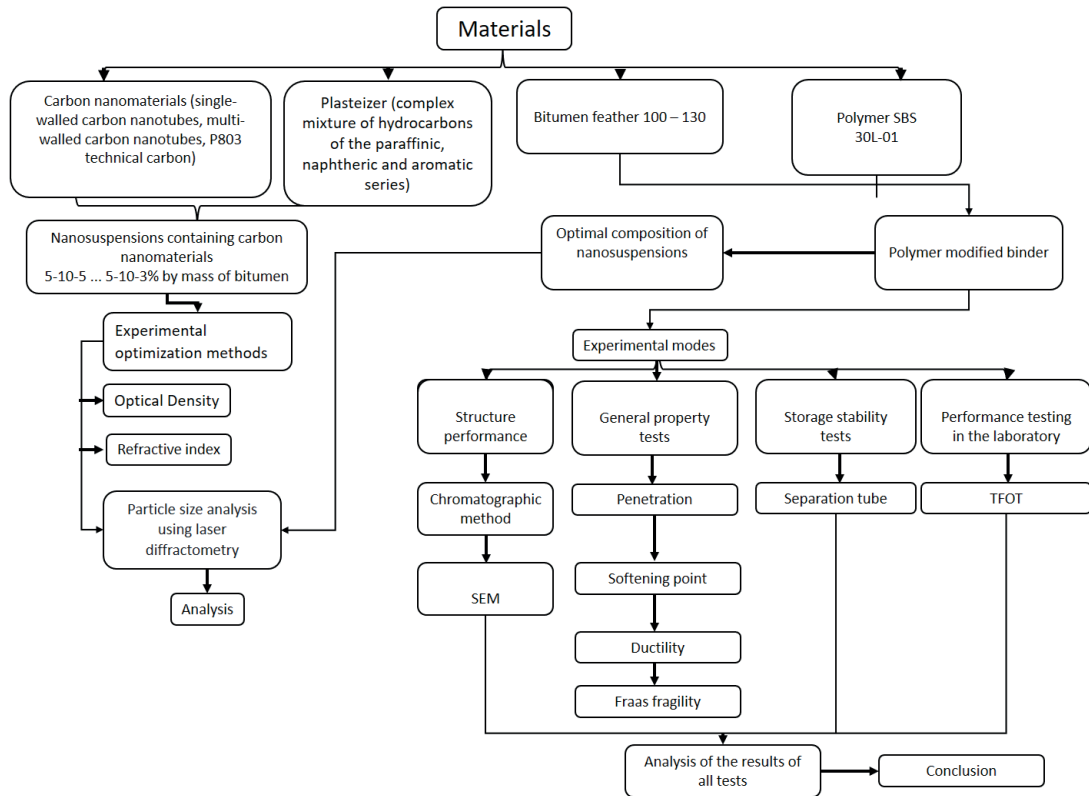 Materials
Carbon nanomaterials (single-
walled carbon nanotubes, multi-
walled carbon nanotubes, P803
technical carbon)
Plasteizer (complex
mixture of hydrocarbons
of the paraffinic,
naphtheric and aromatic
series)
Bitumen feather 100 – 130
Polymer SBS
30L-01
Nanosuspensions containing carbon
nanomaterials
5-10-5 ... 5-10-3% by mass of bitumen
Optimal composition of
nanosuspensions
Polymer modified binder
Experimental
optimization methods
Optical Density
Refractive index
Particle size analysis
using laser
diffractometry
Analysis
Experimental modes
Structure
performance
General property
tests
Storage stability
tests
Performance testing
in the laboratory
Chromatographic
method
Penetration
Separation tube
TFOT
SEM
Softening point
Ductility
Fraas fragility
Analysis of the results of
all tests
Conclusion